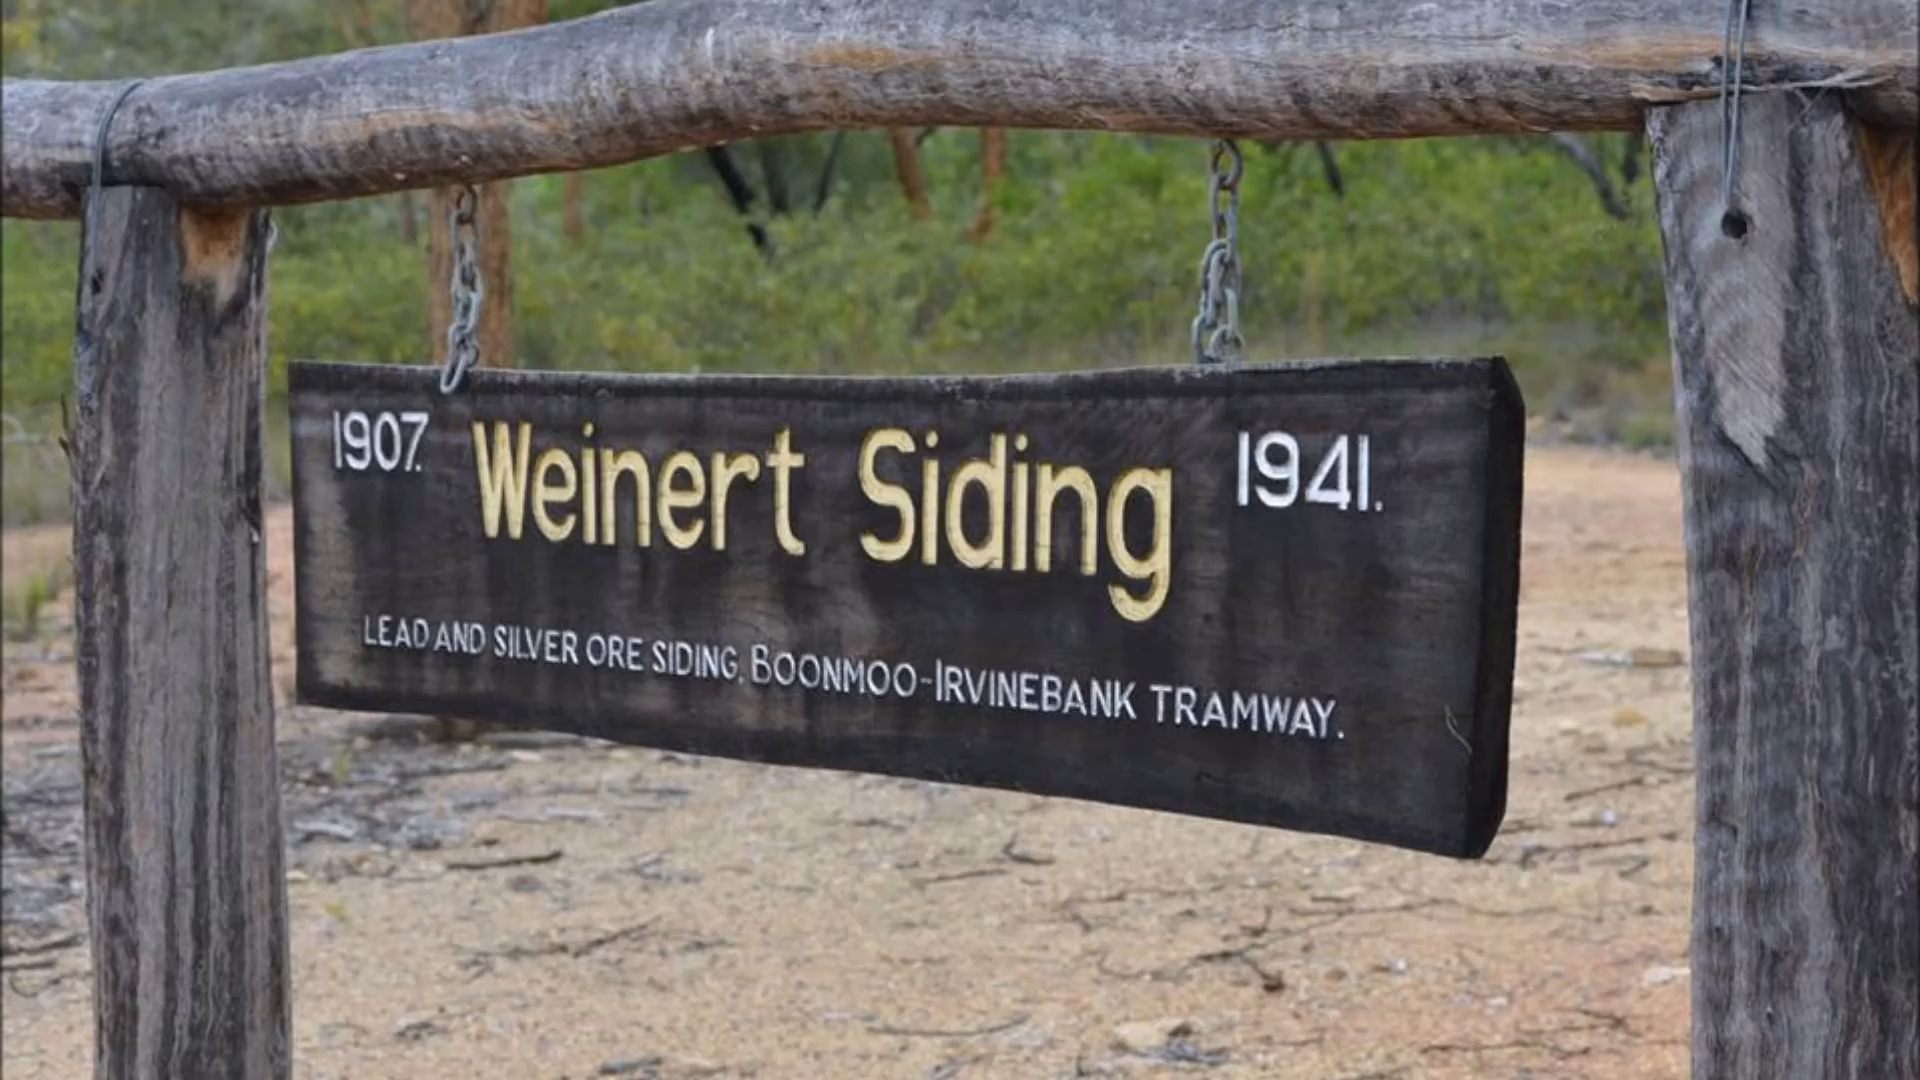 1907. Weinert Siding 1941.
LEAD AND SILVER ORE SIDING, BOONMOO-IRVINEBANK TRAMWAY.